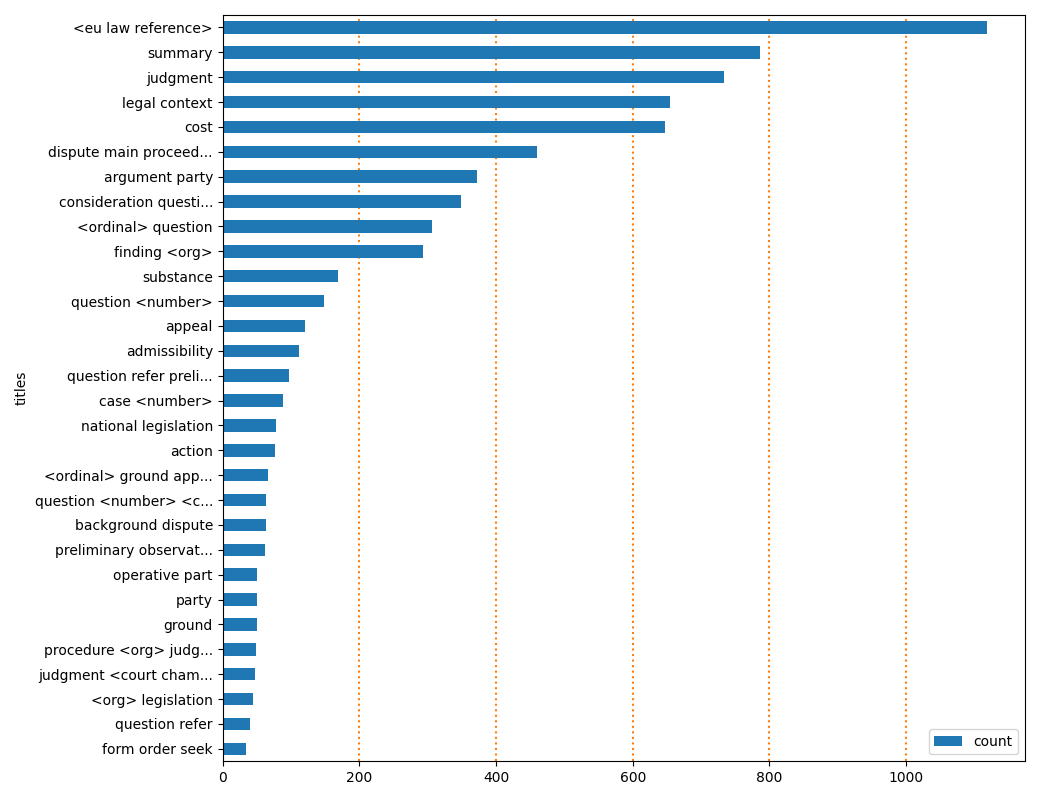 <eu law reference>
summary
judgment
legal context
cost
dispute main proceed...
argument party
consideration questi...
<ordinal> question
finding <org>
substance
question <number>
appeal
admissibility
question refer preli...
case <number>
national legislation
action
<ordinal> ground app...
question <number> <c...
background dispute
preliminary observat...
operative part
party
ground
procedure <org> judg...
judgment <court cham...
<org> legislation
question refer
form order seek
titles
0 200 400 600 800 1000
count